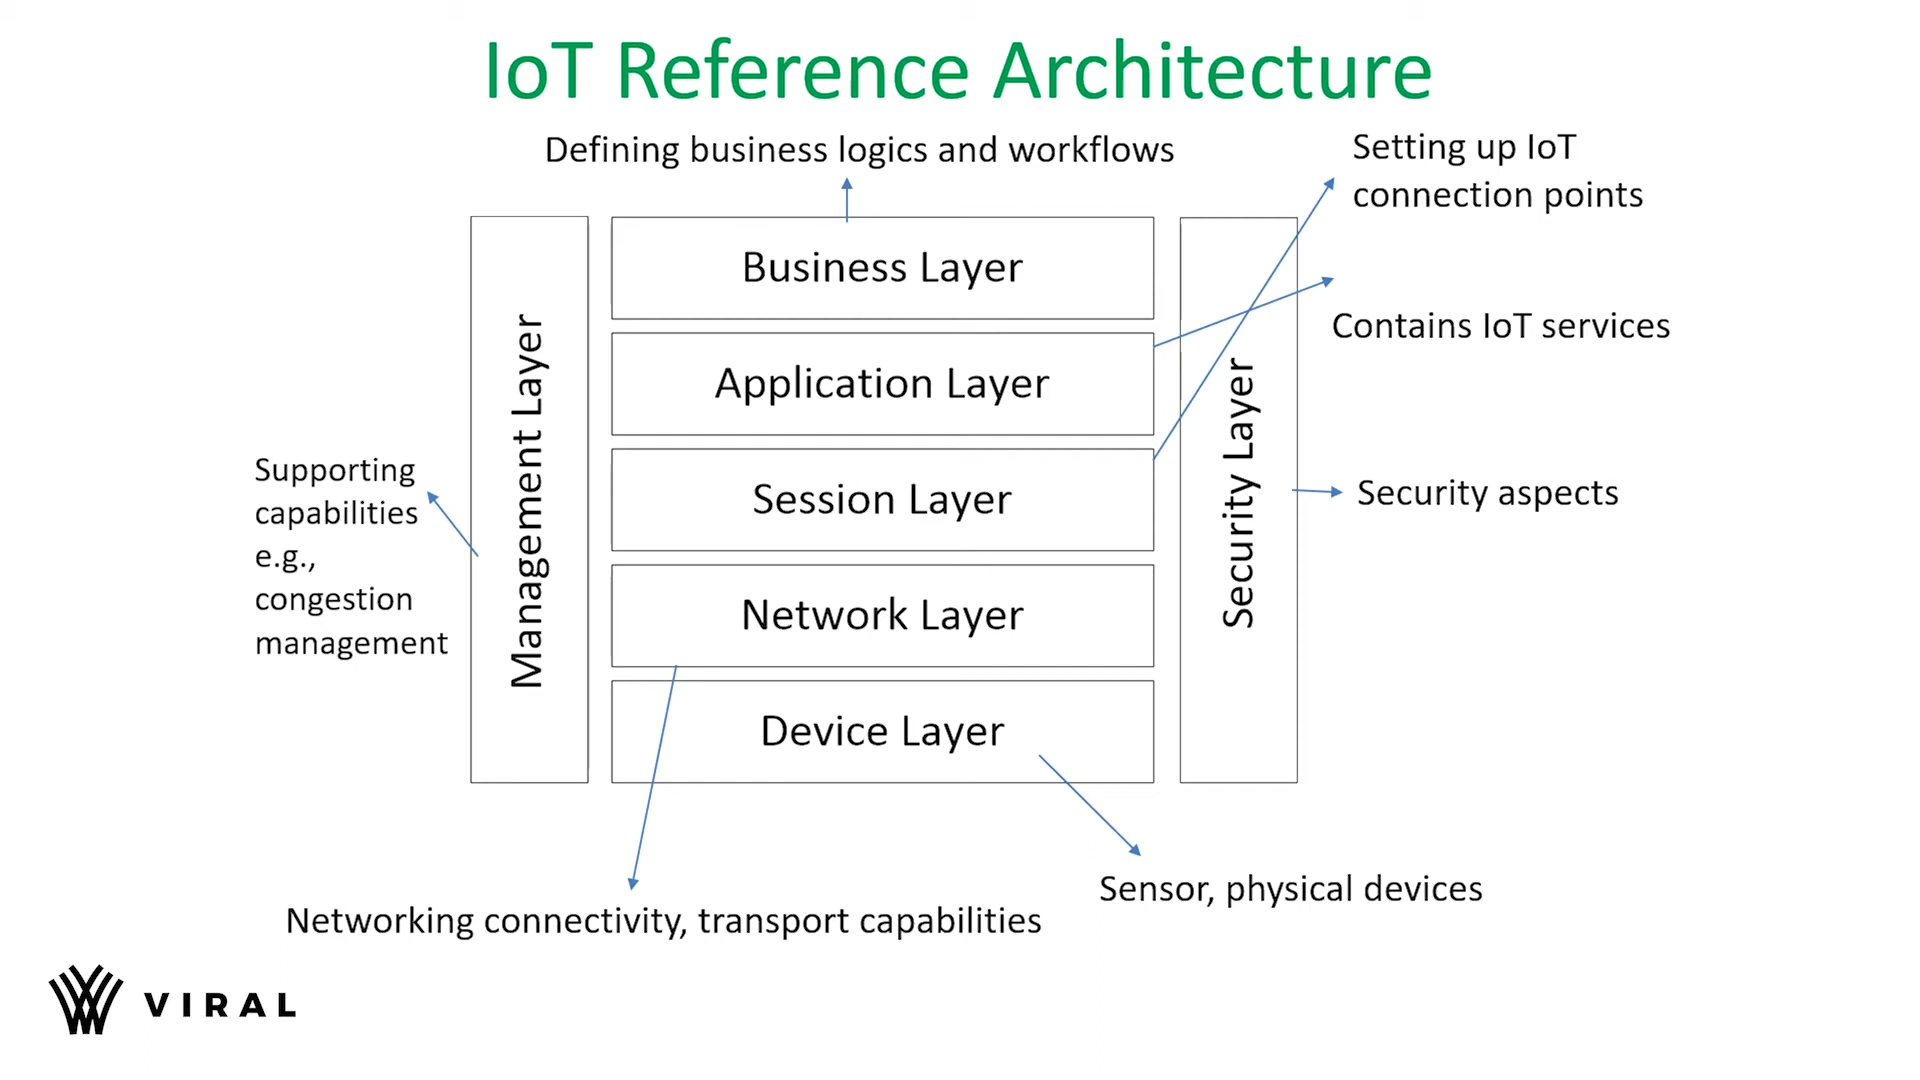 IoT Reference Architecture
Defining business logics and workflows
Setting up IoT
connection points
Business Layer
Application Layer
Contains IoT services
Session Layer
Security aspects
Network Layer
Device Layer
Management Layer
Security Layer
Supporting
capabilities
e.g.,
congestion
management
Sensor, physical devices
Networking connectivity, transport capabilities
VIRAL